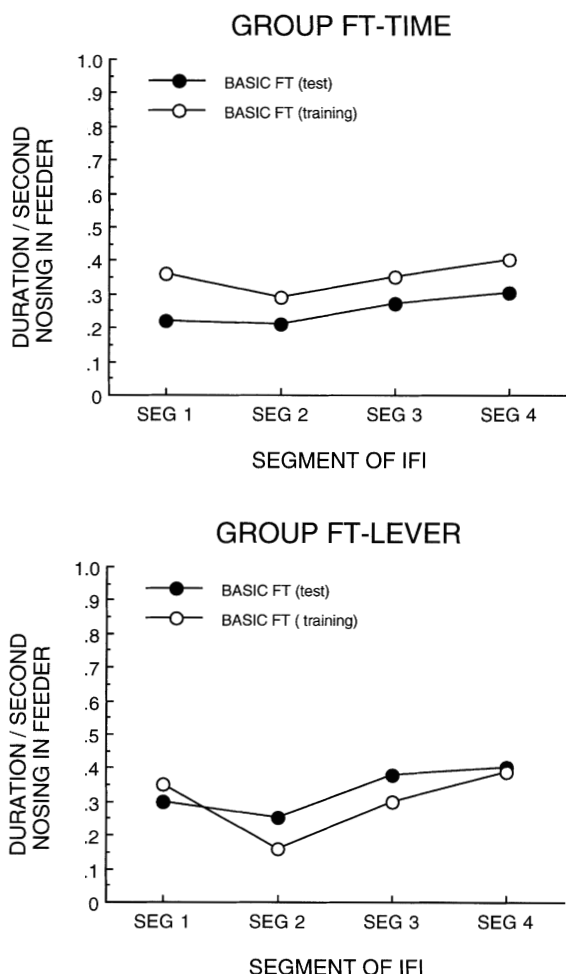 GROUP FT-TIME
BASIC FT (test)
BASIC FT (training)
DURATION / SECOND
NOSING IN FEEDER
1.0
.9
.8
.7
.6
.5
.4
.3
.2
.1
0
SEG 1 SEG 2 SEG 3 SEG 4
SEGMENT OF IFI
GROUP FT-LEVER
BASIC FT (test)
BASIC FT ( training)
DURATION / SECOND
NOSING IN FEEDER
1.0
.9
.8
.7
.6
.5
.4
.3
.2
.1
0
SEG 1 SEG 2 SEG 3 SEG 4
SEGMENT OF IFI